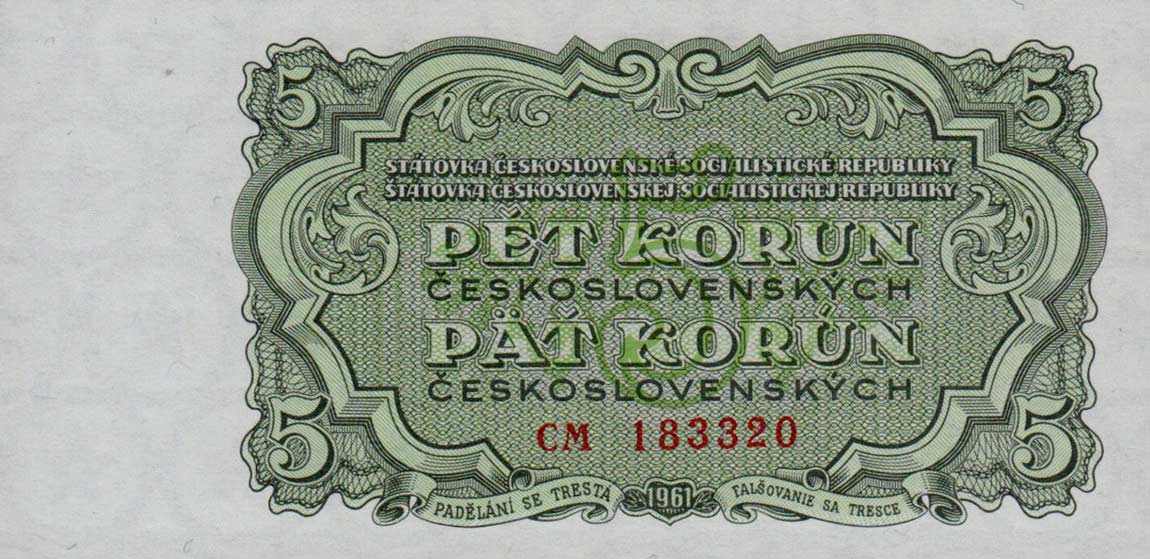 5 5
STÁTOVKA ČESKOSLOVENSKÉ SOCIALISTICKÉ REPUBLIKY
ŠTÁTOVKA ČESKOSLOVENSKEJ SOCIALISTICKEJ REPUBLIKY
PĚT KORUN
ČESKOSLOVENSKÝCH
PÄŤ KORÚN
ČESKOSLOVENSKÝCH
CM 183320
5 5
PADĚLÁNÍ SE TRESTÁ 1961 FALŠOVANIE SA TRESCE